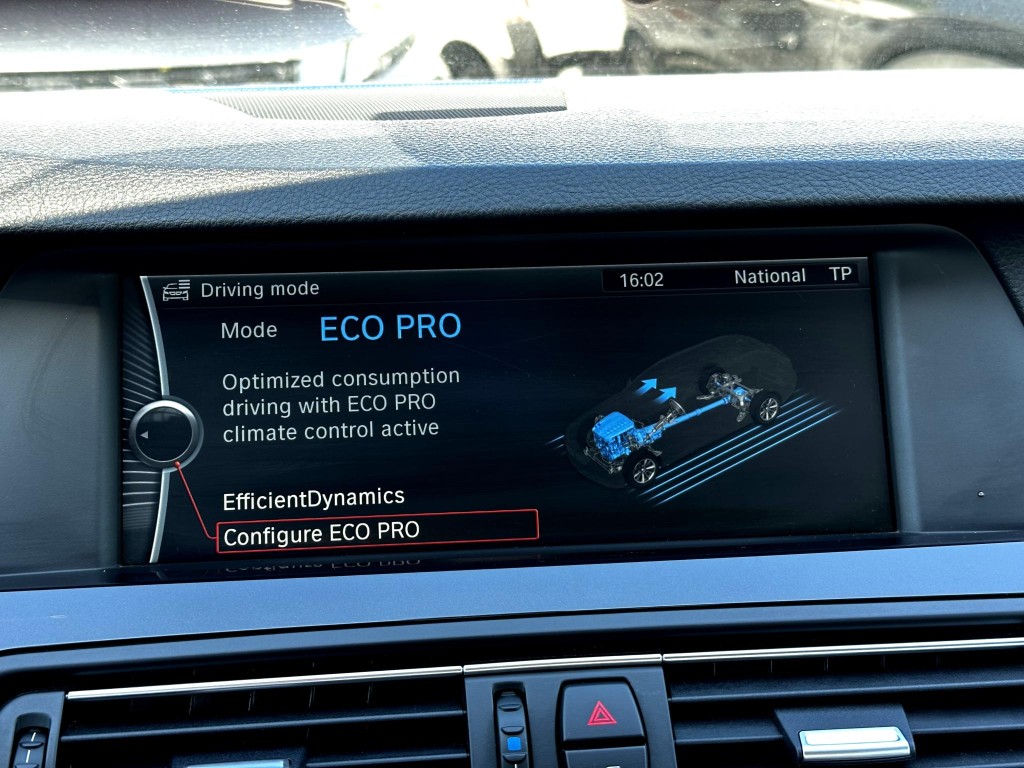 Driving mode
16:02
National
TP
Mode ECO PRO
Optimized consumption
driving with ECO PRO
climate control active
EfficientDynamics
Configure ECO PRO